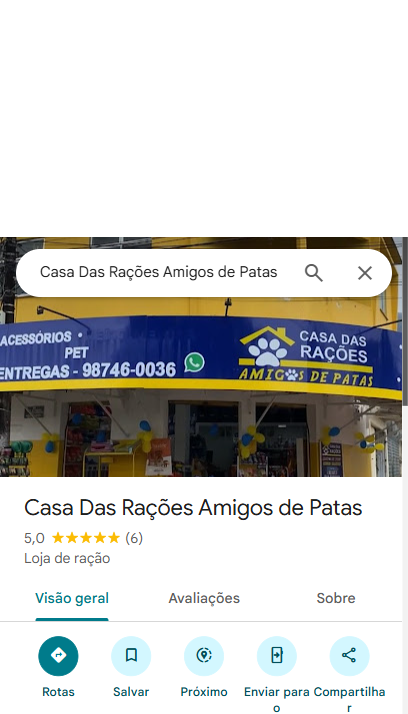 Casa Das Rações Amigos de Patas
ACESSÓRIOS •
PET
ENTREGAS - 98746-0036
CASA DAS
RAÇÕES
AMIGOS DE PATAS
Casa Das Rações Amigos de Patas
5,0 ★★★★★ (6)
Loja de ração
Visão geral
Avaliações
Sobre
Rotas
Salvar
Próximo
Enviar para o
Compartilhar